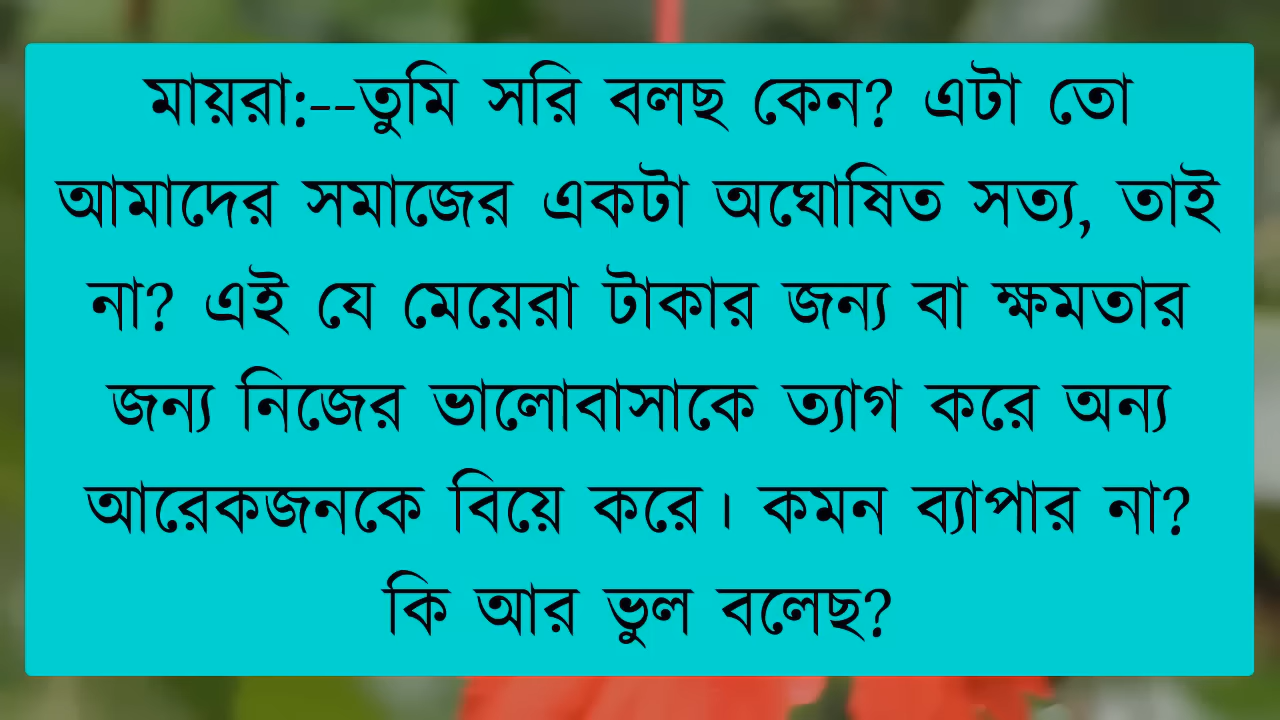 মায়রা:--তুমি সরি বলছ কেন? এটা তো
আমাদের সমাজের একটা অঘোষিত সত্য, তাই
না? এই যে মেয়েরা টাকার জন্য বা ক্ষমতার
জন্য নিজের ভালোবাসাকে ত্যাগ করে অন্য
আরেকজনকে বিয়ে করে। কমন ব্যাপার না?
কি আর ভুল বলেছ?